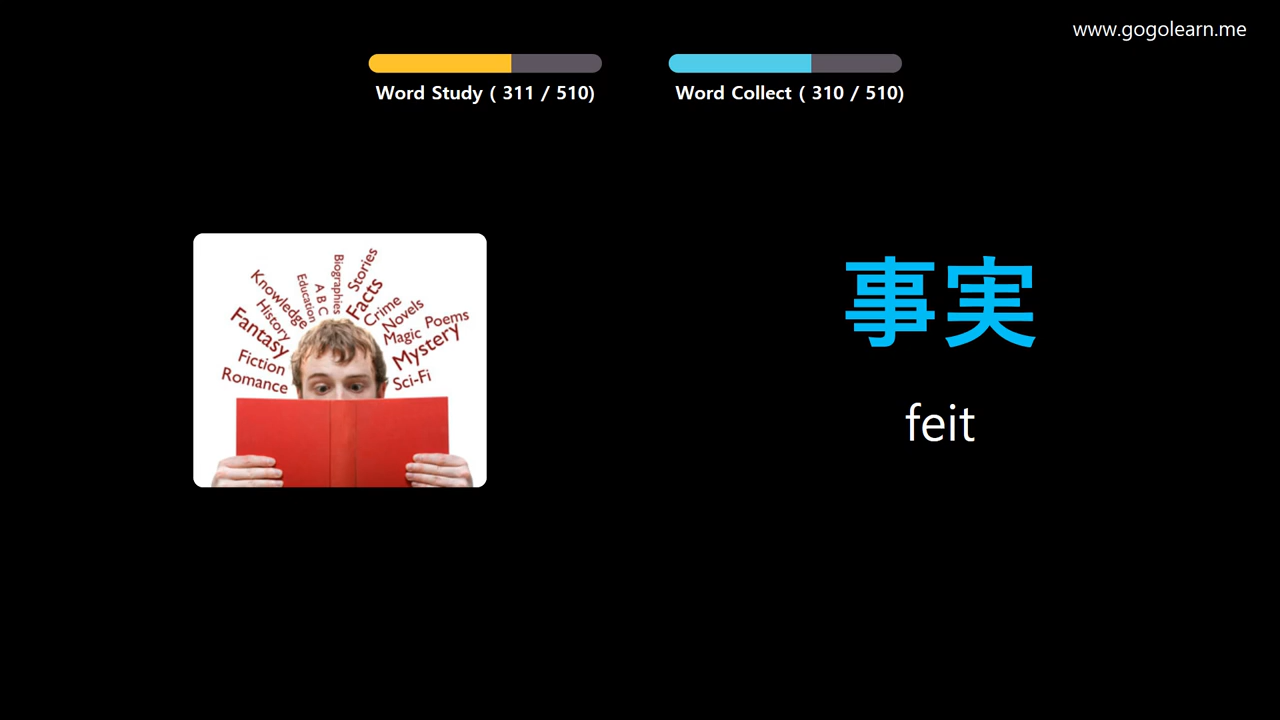 www.gogolearn.me
Word Study ( 311 / 510)
Word Collect ( 310 / 510)
Knowledge
History
Fantasy
Fiction
Romance
Education
A B C
Biographies
Stories
Facts
Crime
Novels
Magic
Poems
Mystery
Sci-Fi
事実
feit